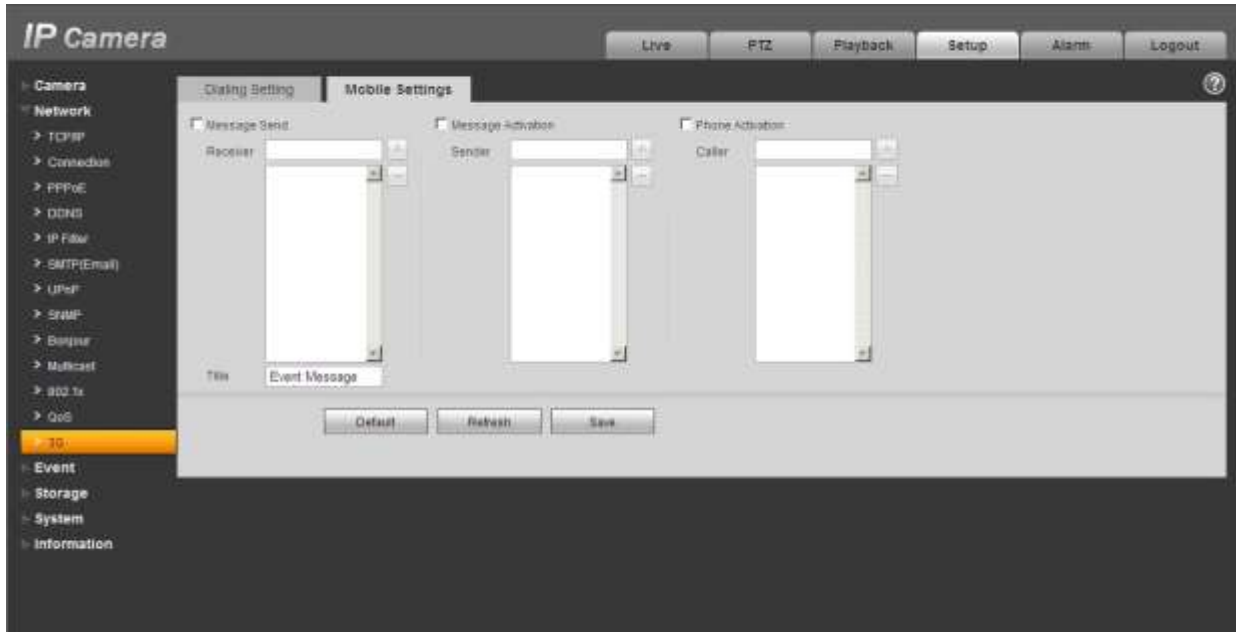 IP Camera
Live PTZ Playback Setup Alarm Logout
Camera
Network
TCP/IP
Connection
PPPoE
DDNS
IP Filter
SMTP(Email)
UPnP
SNMP
Bonjour
Multicast
802.1x
QoS
3G
Event
Storage
System
Information
Dialing Setting Mobile Settings
?
Message Send Message Activation Phone Activation
Receiver + Sender + Caller +
- - -
Title Event Message
Default Refresh Save